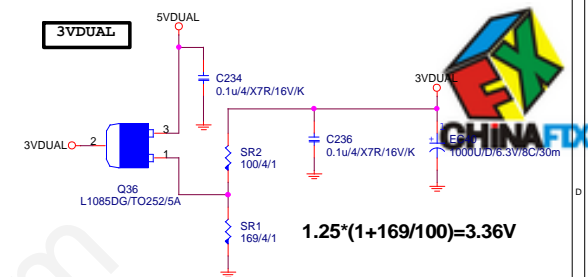 3VDUAL
5VDUAL
C234
0.1u/4/X7R/16V/K
3VDUAL
3VDUAL
2
3
1
Q36
L1085DG/TO252/5A
SR2
100/4/1
C236
0.1u/4/X7R/16V/K
1000U/D/6.3V/8C/30m
CHINAFIX
SR1
169/4/1
1.25*(1+169/100)=3.36V
D